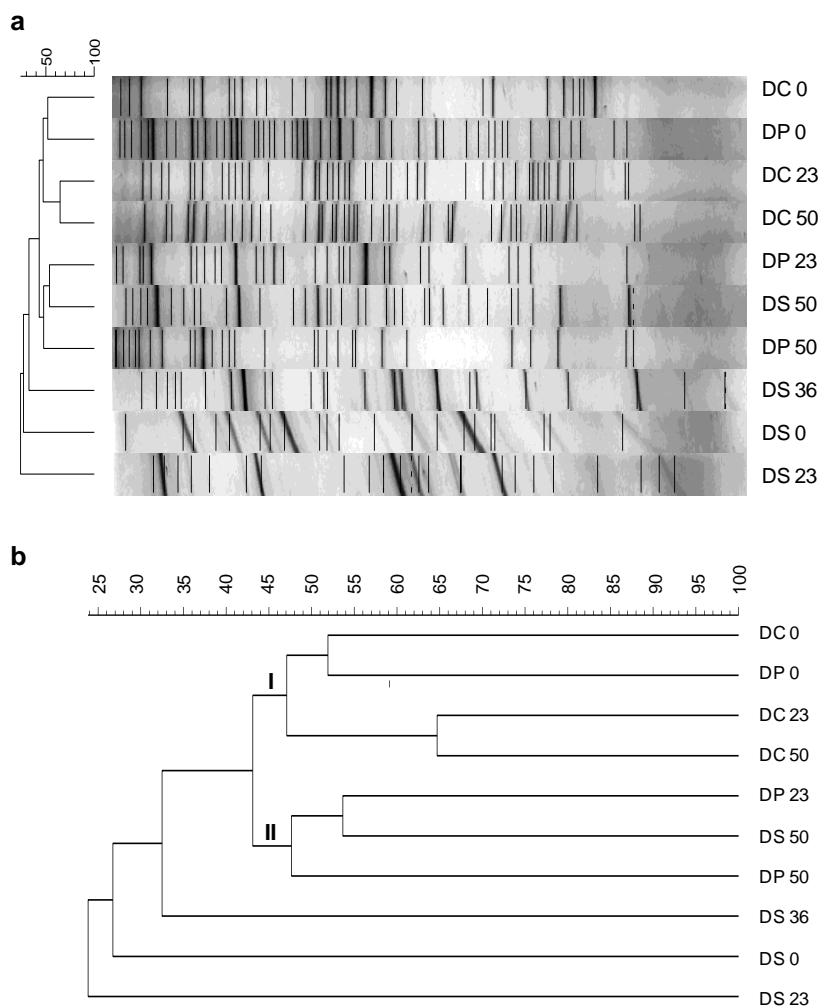 a
50
100
DC 0
DP 0
DC 23
DC 50
DP 23
DS 50
DP 50
DS 36
DS 0
DS 23
b
25 30 35 40 45 50 55 60 65 70 75 80 85 90 95 100
DC 0
DP 0
I
DC 23
DC 50
DP 23
DS 50
II
DP 50
DS 36
DS 0
DS 23